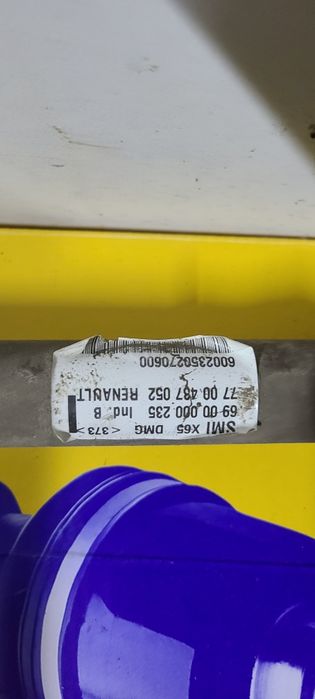 SMI X65 DMG <373>
69 00 000 235 Ind. B
77 00 437 052 RENAULT
6002350270600